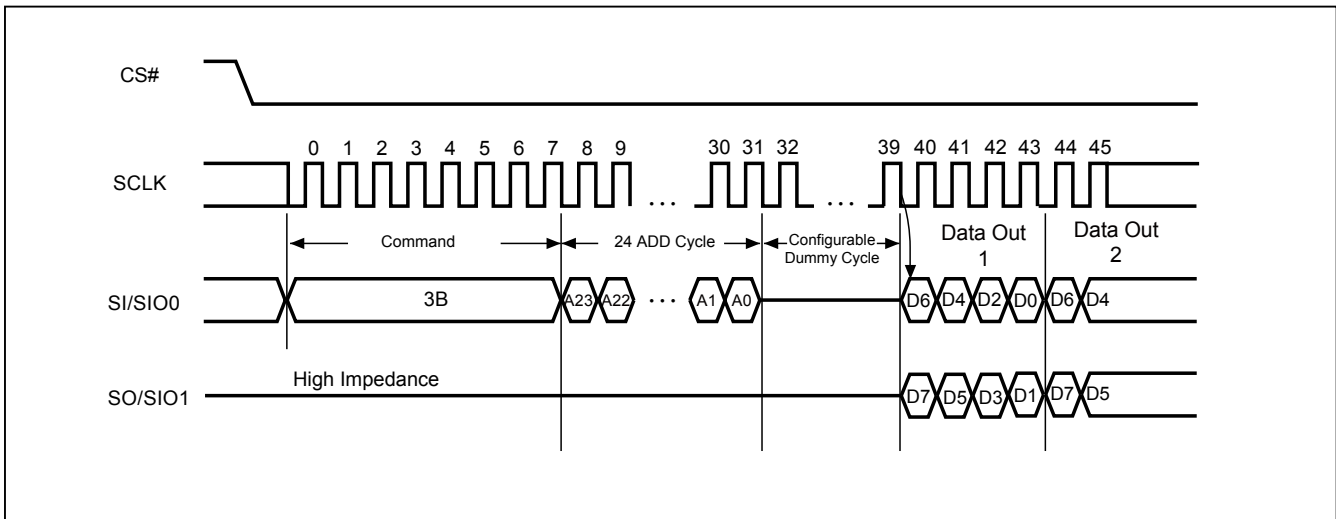 CS#
0 1 2 3 4 5 6 7 8 9 30 31 32 39 40 41 42 43 44 45
SCLK
... ...
Command 24 ADD Cycle Configurable Dummy Cycle Data Out 1 Data Out 2
SI/SIO0 3B A23 A22 ... A1 A0 D6 D4 D2 D0 D6 D4
High Impedance
SO/SIO1 D7 D5 D3 D1 D7 D5